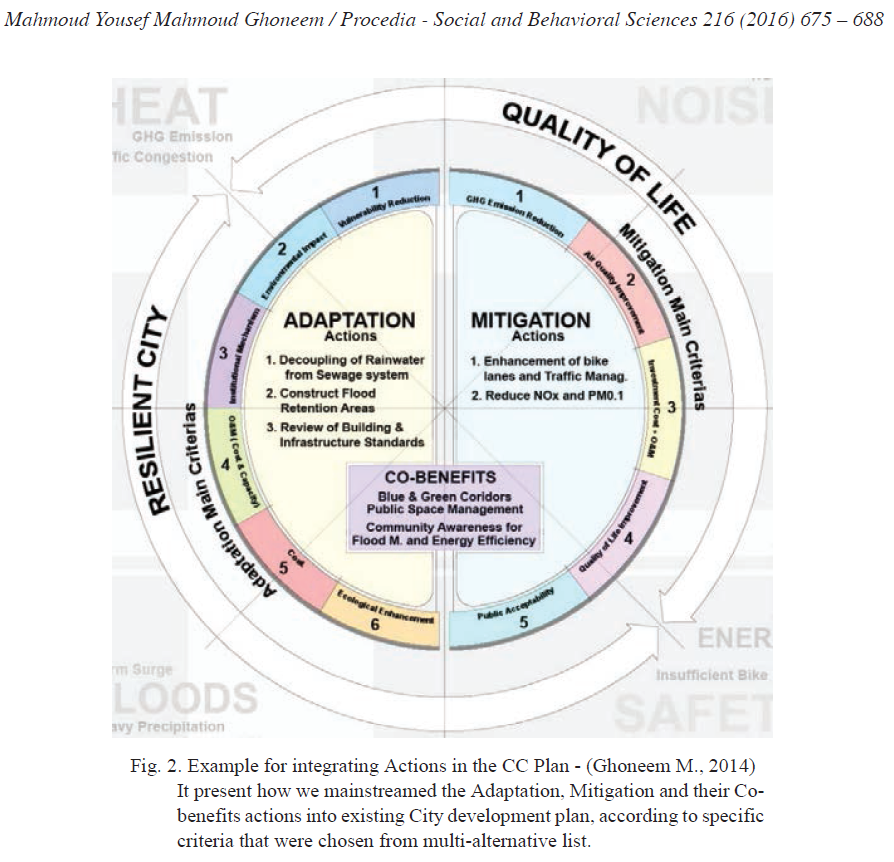 Mahmoud Yousef Mahmoud Ghoneem / Procedia - Social and Behavioral Sciences 216 (2016) 675 – 688
HEAT
GHG Emission
fic Congestion
NOIS
QUALITY OF LIFE
RESILIENT CITY
Mitigation Main Criterias
Adaptation Main Criterias
1
Vulnerability Reduction
2
Environmental Impact
3
Institutional Mechanism
4
O&M ( Cost & Capacity)
5
Cost
6
Ecological Enhancement
1
GHG Emission Reduction
2
Air Quality Improvement
3
Investment Cost + O&M
4
Quality of Life Improvement
5
Public Acceptability
ADAPTATION
Actions
1. Decoupling of Rainwater
from Sewage system
2. Construct Flood
Retention Areas
3. Review of Building &
Infrastructure Standards
MITIGATION
Actions
1. Enhancement of bike
lanes and Traffic Manag.
2. Reduce NOx and PM0.1
CO-BENEFITS
Blue & Green Coridors
Public Space Management
Community Awareness for
Flood M. and Energy Efficiency
rm Surge
LOODS
avy Precipitation
ENER
Insufficient Bike
SAFET
Fig. 2. Example for integrating Actions in the CC Plan - (Ghoneem M., 2014)
It present how we mainstreamed the Adaptation, Mitigation and their Co-
benefits actions into existing City development plan, according to specific
criteria that were chosen from multi-alternative list.